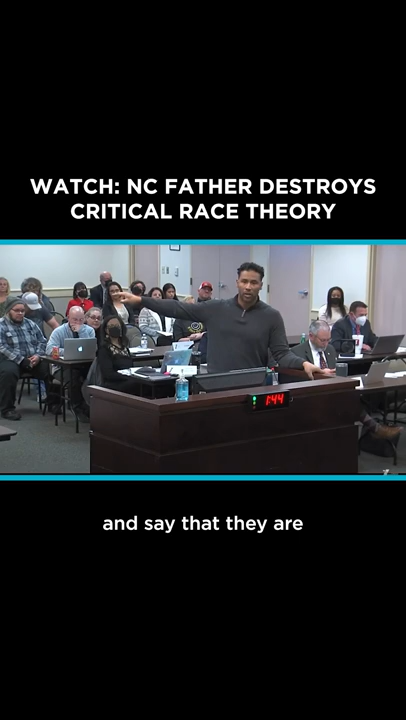 WATCH: NC FATHER DESTROYS
CRITICAL RACE THEORY
1:44
and say that they are